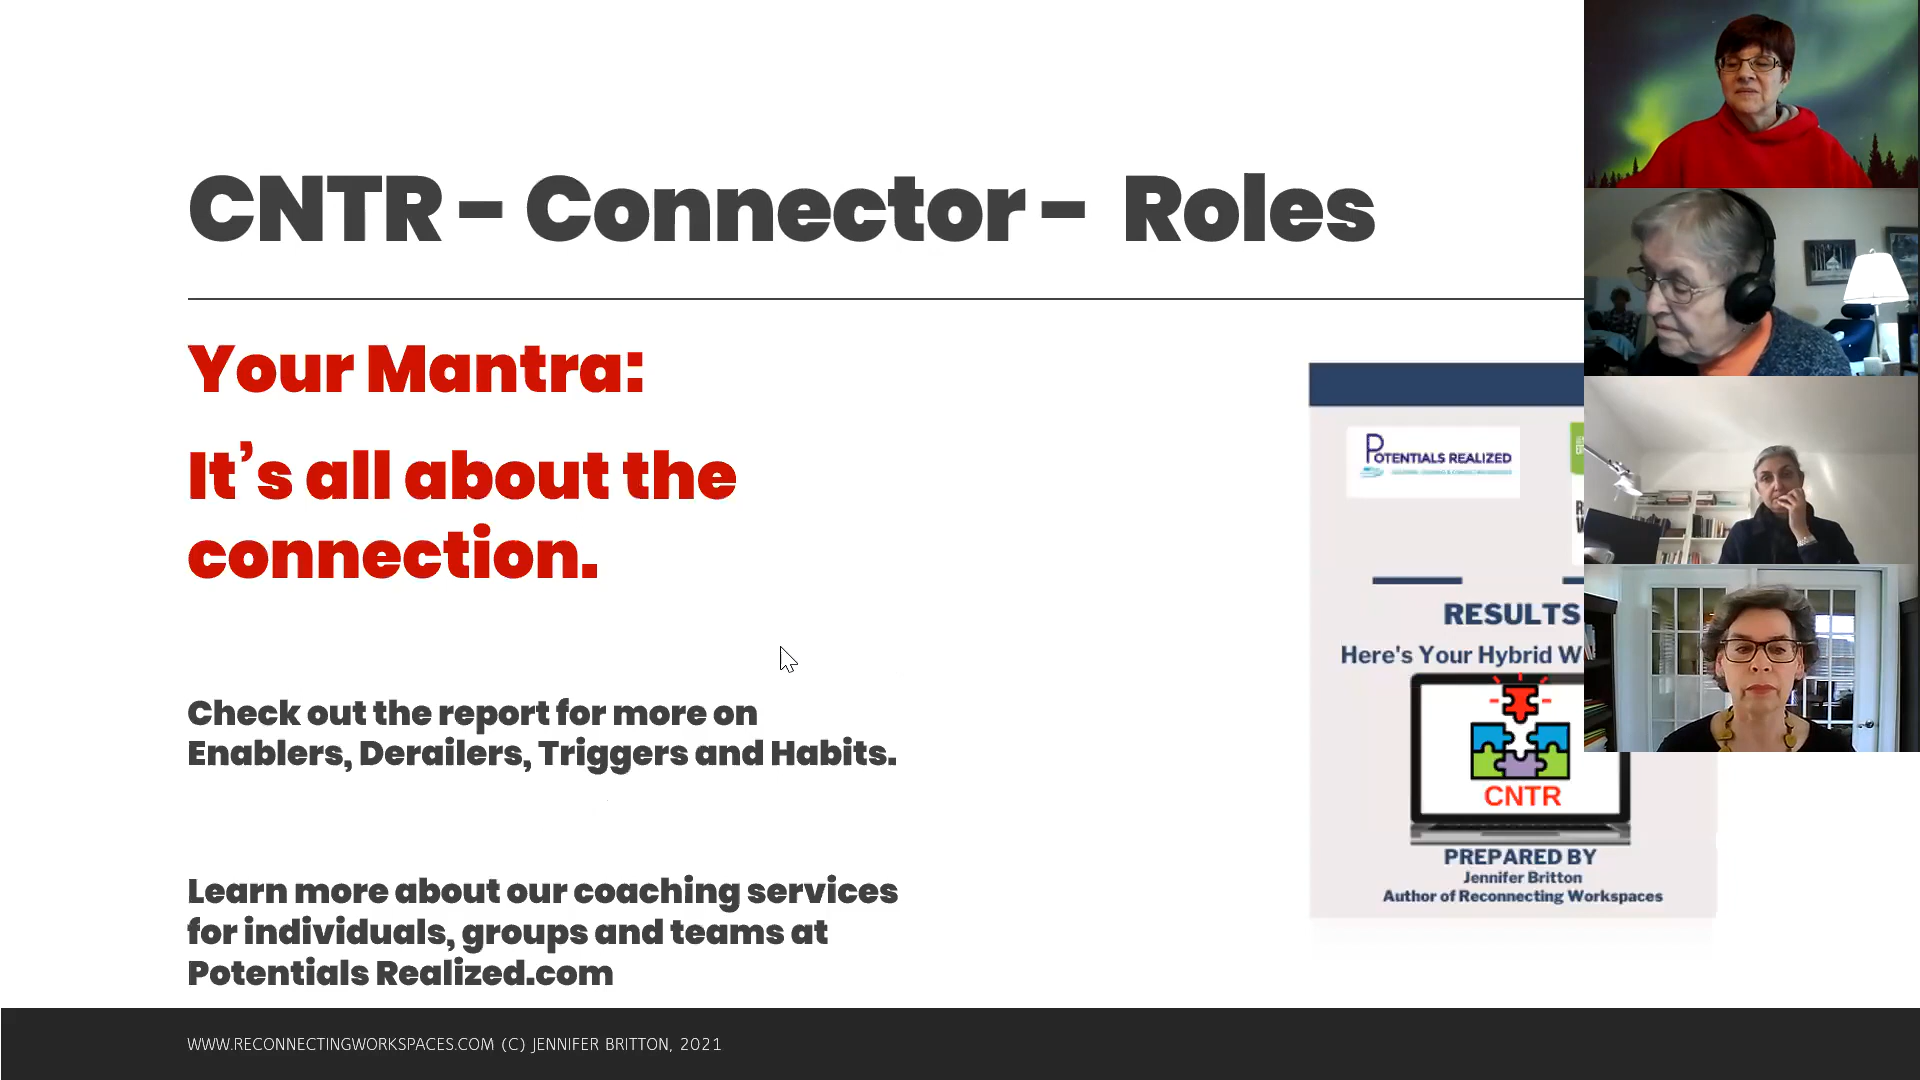 CNTR – Connector – Roles
Your Mantra:
It's all about the
connection.
Check out the report for more on
Enablers, Derailers, Triggers and Habits.
Learn more about our coaching services
for individuals, groups and teams at
Potentials Realized.com
POTENTIALS REALIZED
RESULTS
Here's Your Hybrid W
CNTR
PREPARED BY
Jennifer Britton
Author of Reconnecting Workspaces
WWW.RECONNECTINGWORKSPACES.COM (C) JENNIFER BRITTON, 2021